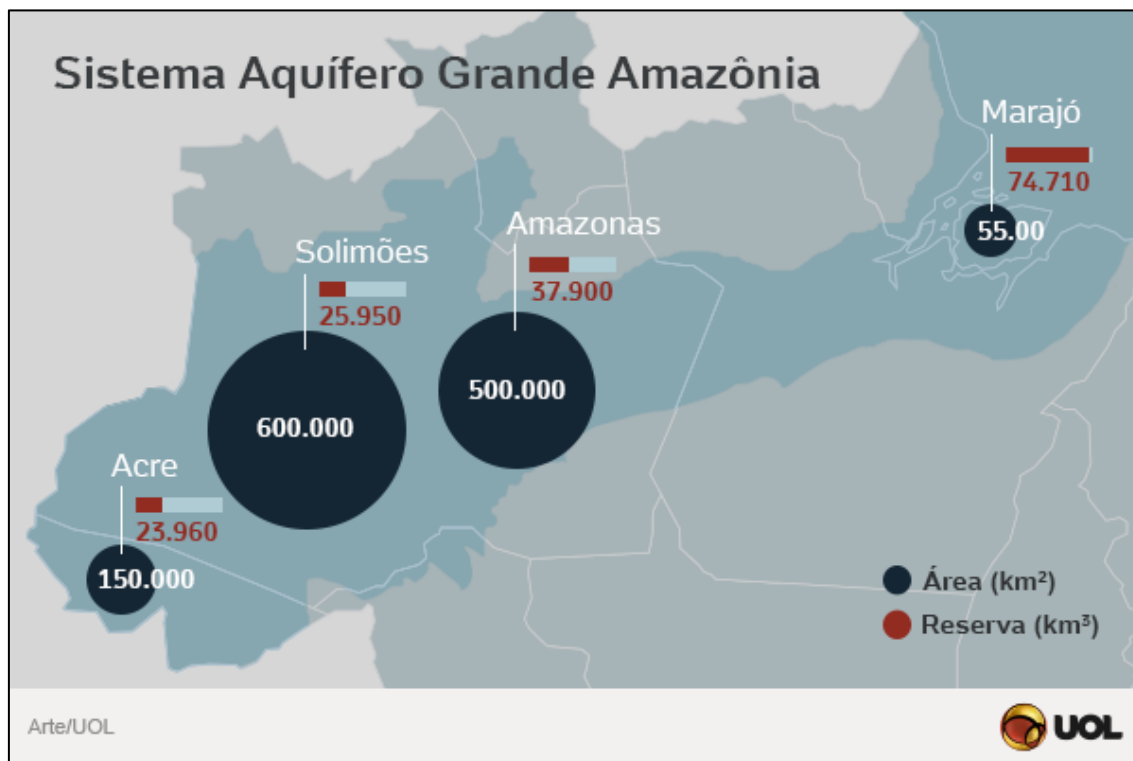 Sistema Aquífero Grande Amazônia
Marajó
74.710
55.00
Amazonas
37.900
500.000
Solimões
25.950
600.000
Acre
23.960
150.000
Área (km²)
Reserva (km³)
Arte/UOL
UOL